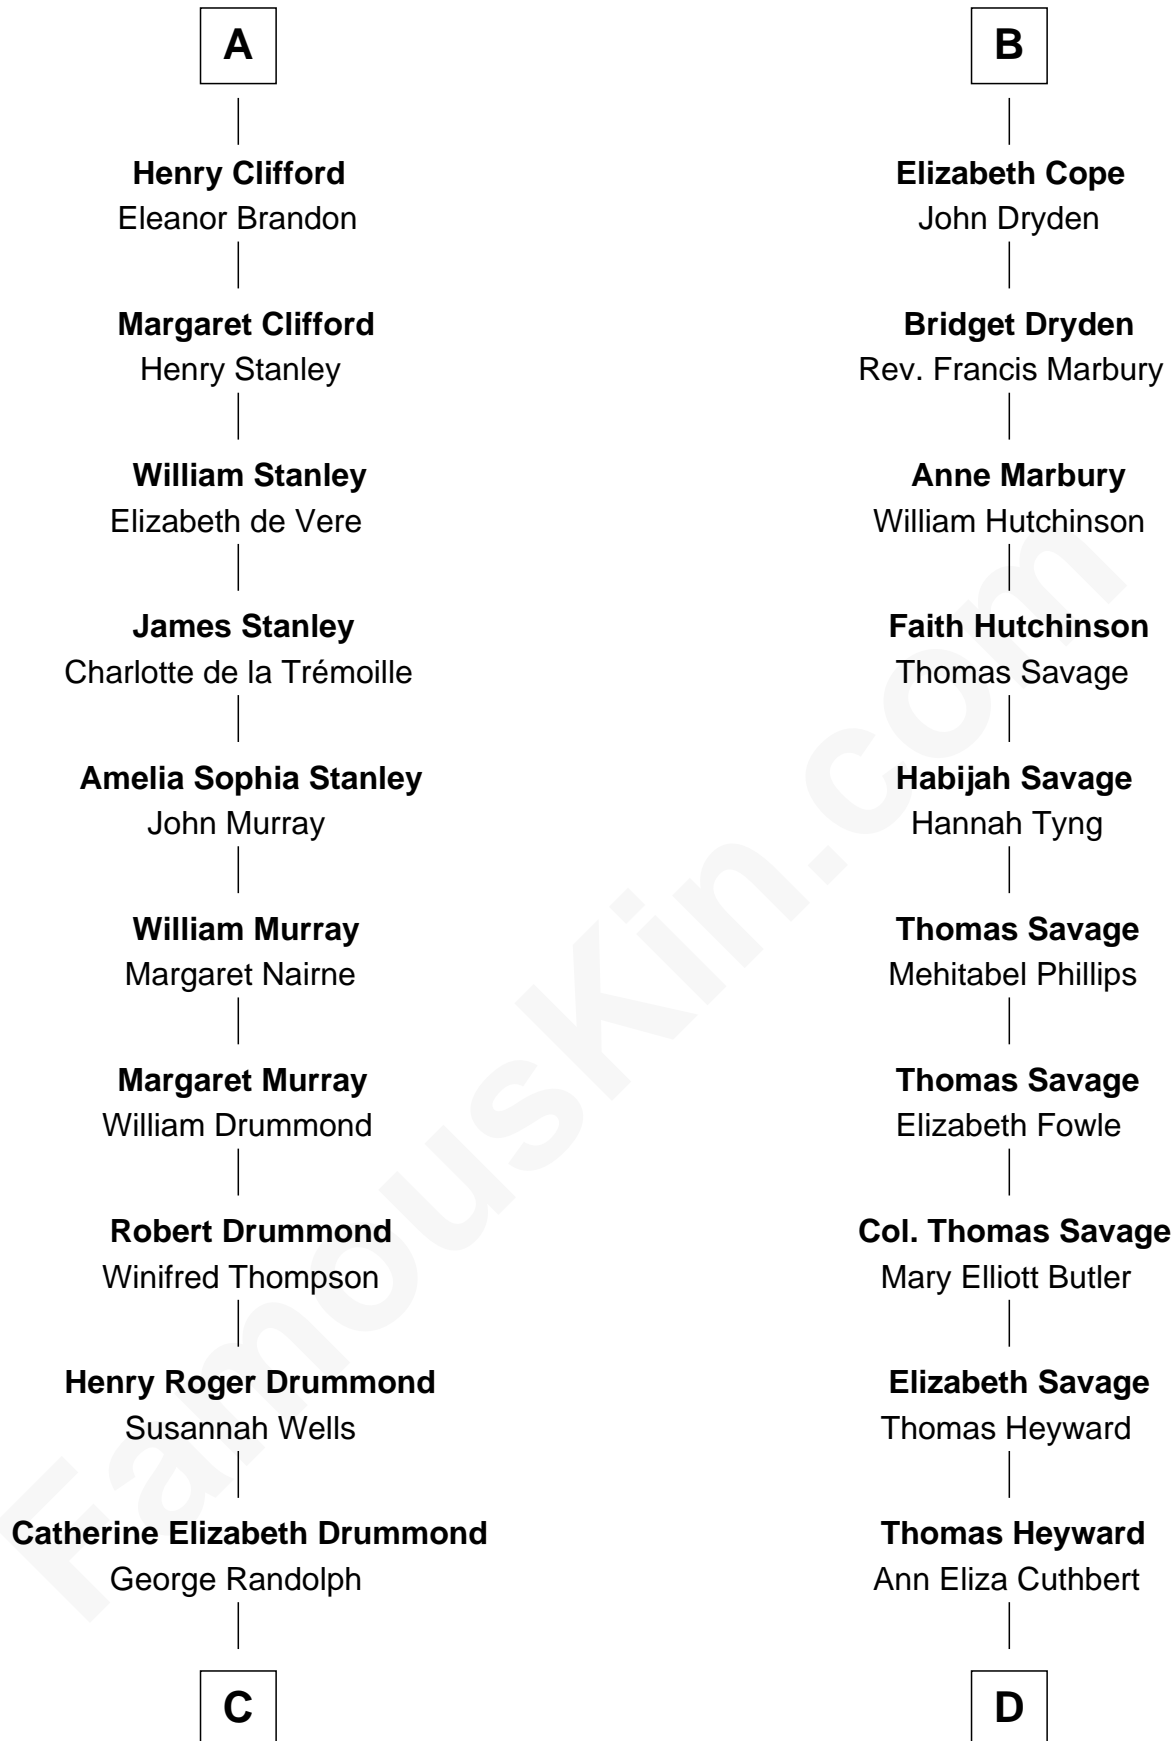 A
Henry Clifford
Eleanor Brandon
Margaret Clifford
Henry Stanley
William Stanley
Elizabeth de Vere
James Stanley
Charlotte de la Trémoille
Amelia Sophia Stanley
John Murray
William Murray
Margaret Nairne
Margaret Murray
William Drummond
Robert Drummond
Winifred Thompson
Henry Roger Drummond
Susannah Wells
Catherine Elizabeth Drummond
George Randolph
C
B
Elizabeth Cope
John Dryden
Bridget Dryden
Rev. Francis Marbury
Anne Marbury
William Hutchinson
Faith Hutchinson
Thomas Savage
Habijah Savage
Hannah Tyng
Thomas Savage
Mehitabel Phillips
Thomas Savage
Elizabeth Fowle
Col. Thomas Savage
Mary Elliott Butler
Elizabeth Savage
Thomas Heyward
Thomas Heyward
Ann Eliza Cuthbert
D
FamousKin.com